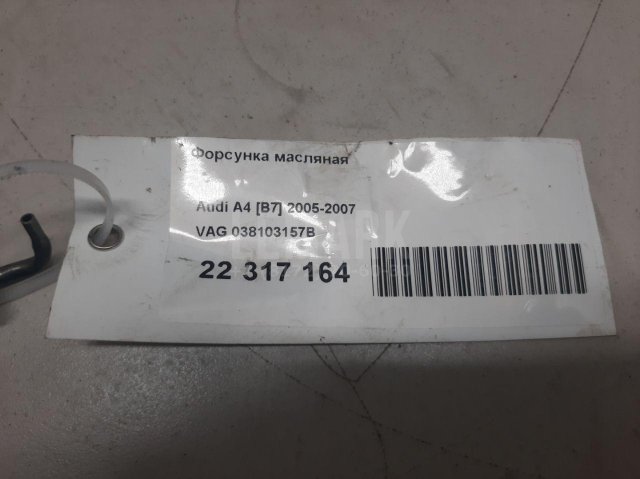 Форсунка масляная
Audi A4 [B7] 2005-2007
VAG 038103157B
22 317 164